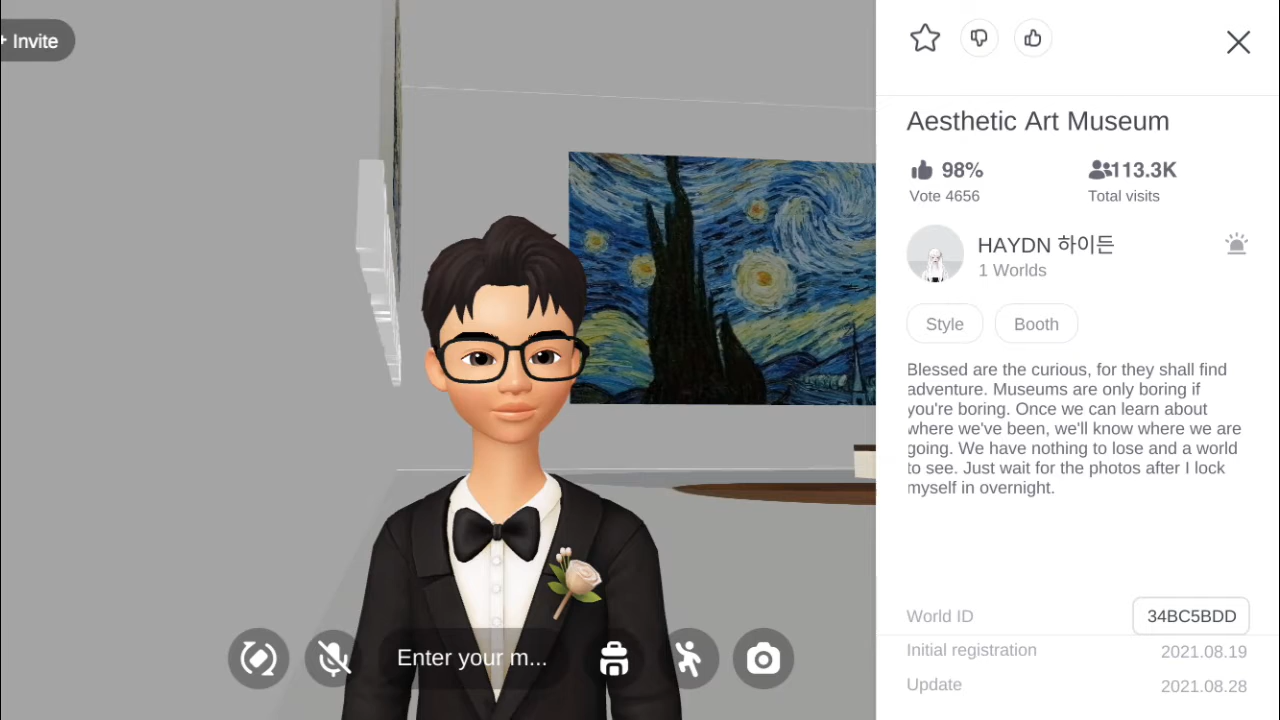 + Invite
Aesthetic Art Museum
98%
113.3K
Vote 4656
Total visits
HAYDN 하이든
1 Worlds
Style
Booth
Blessed are the curious, for they shall find
adventure. Museums are only boring if
you're boring. Once we can learn about
where we've been, we'll know where we are
going. We have nothing to lose and a world
to see. Just wait for the photos after I lock
myself in overnight.
Enter your m...
World ID
34BC5BDD
Initial registration
2021.08.19
Update
2021.08.28